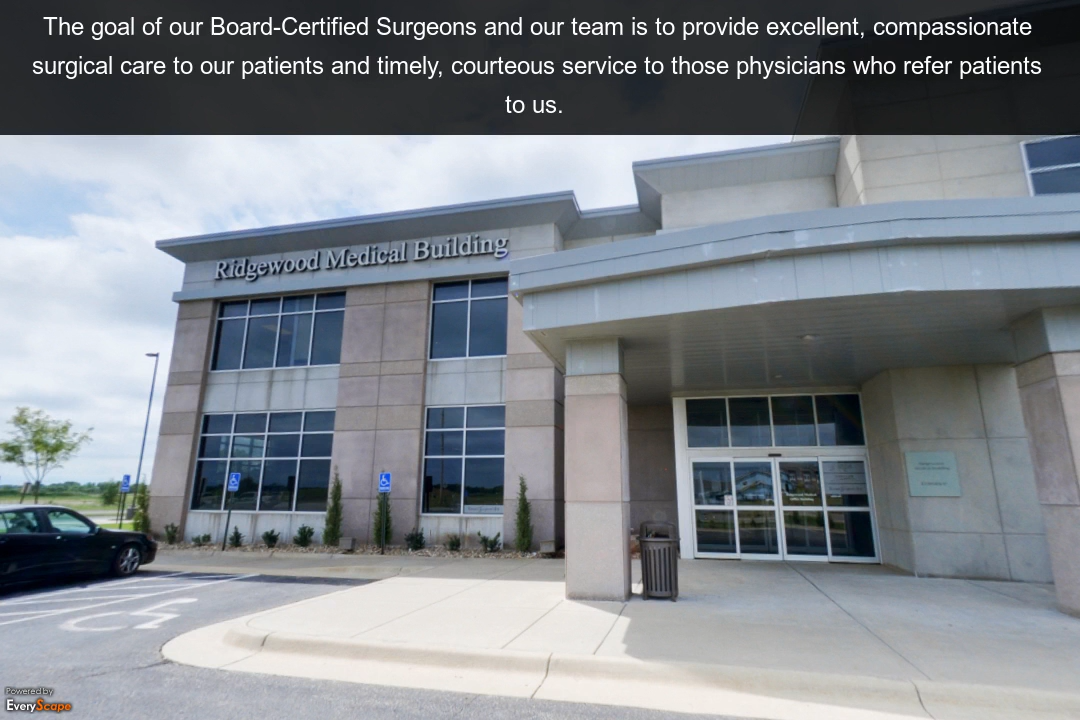 The goal of our Board-Certified Surgeons and our team is to provide excellent, compassionate
surgical care to our patients and timely, courteous service to those physicians who refer patients
to us.
Ridgewood Medical Building
Powered by
EveryScape